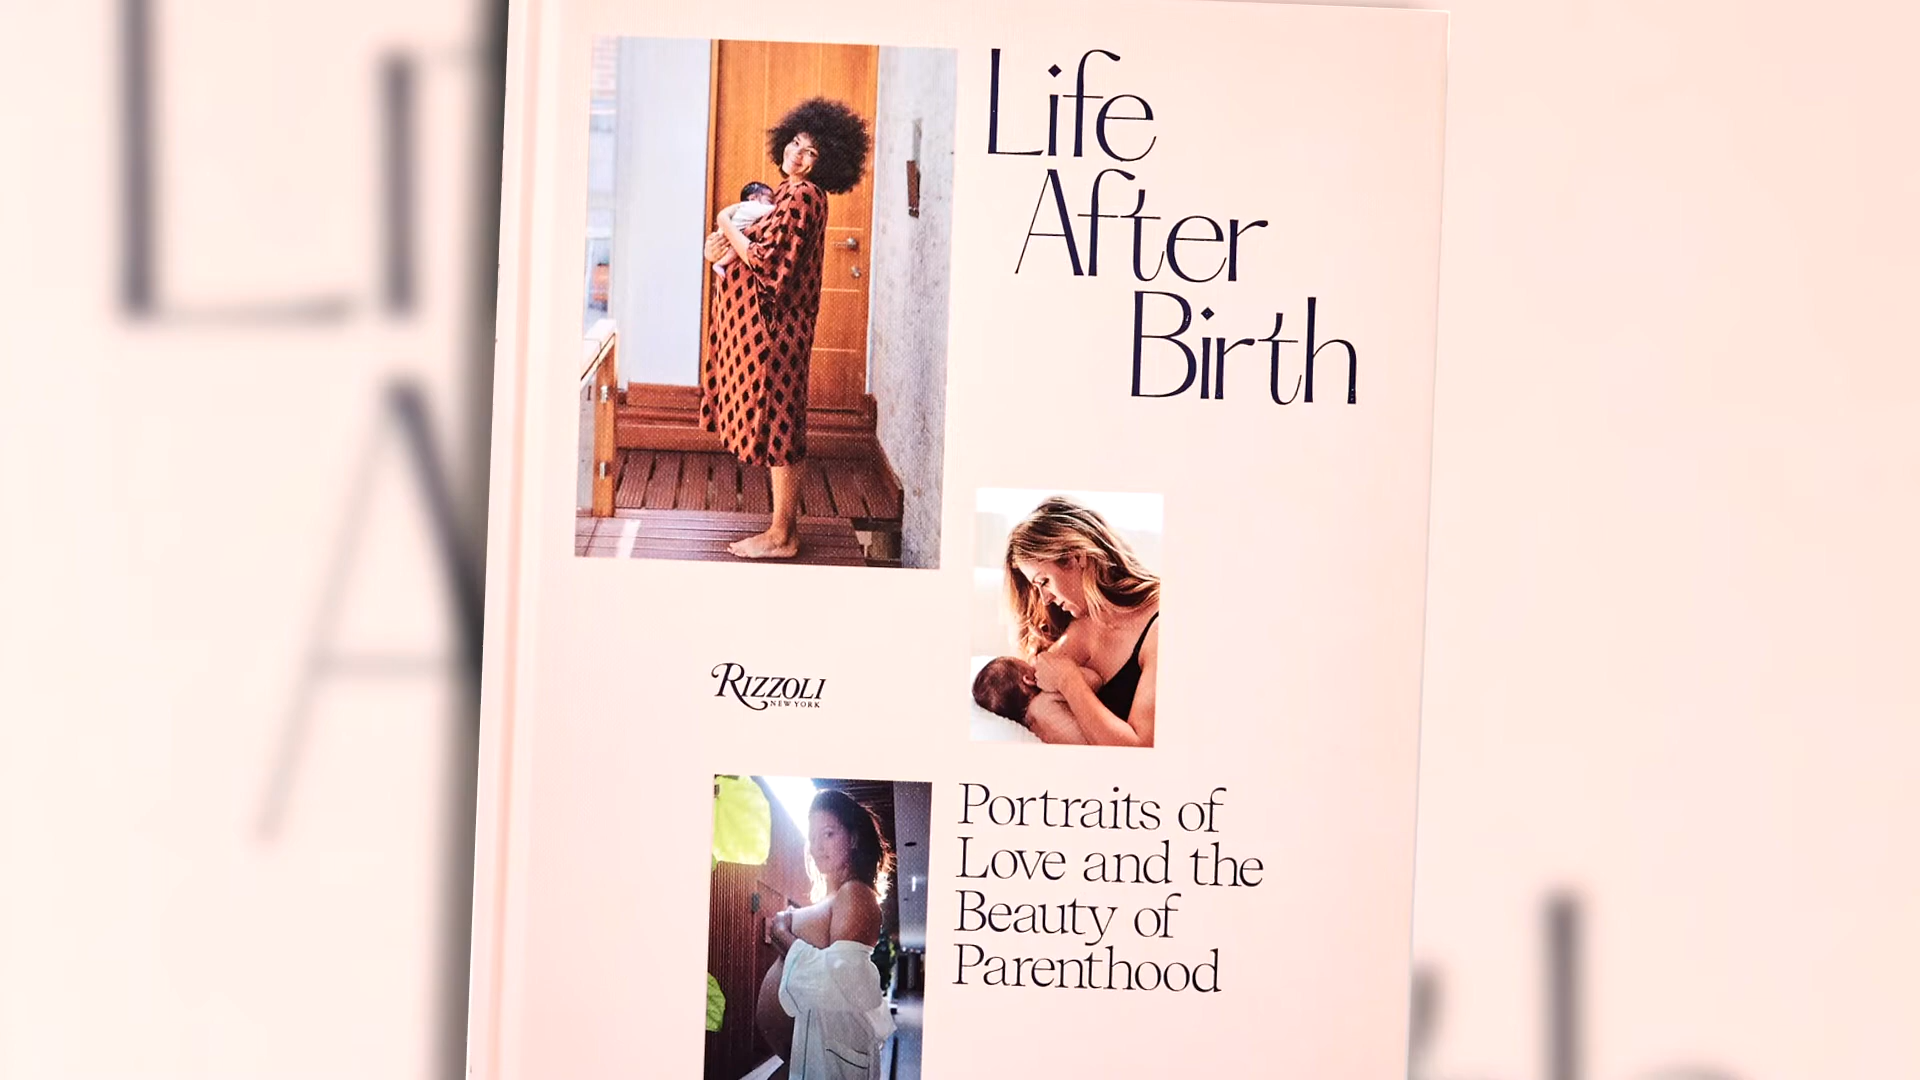 Life
After
Birth
RIZZOLI
NEW YORK
Portraits of
Love and the
Beauty of
Parenthood